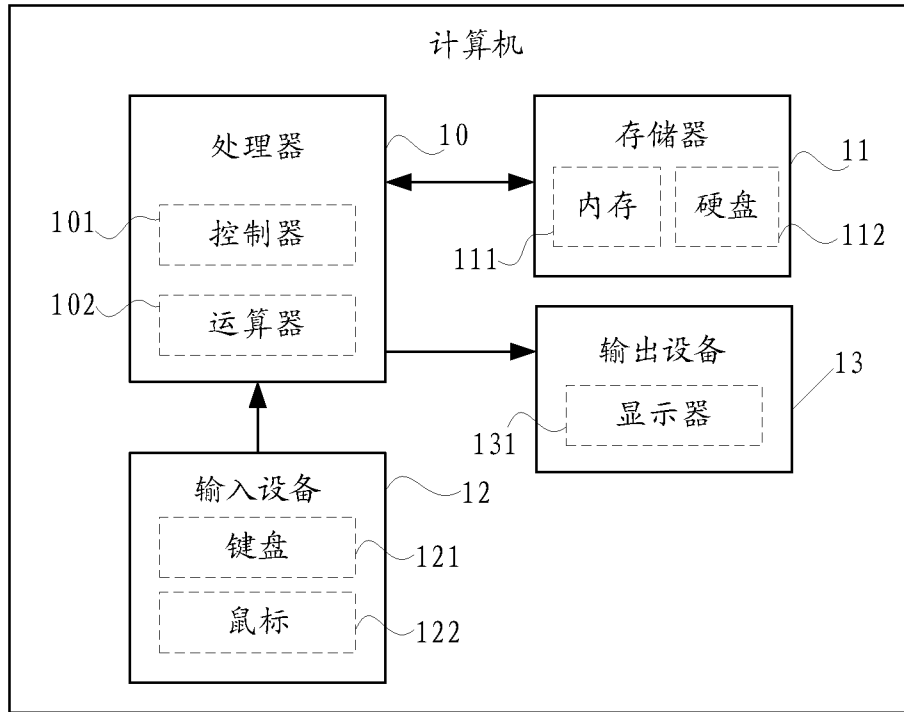 计算机
处理器
10
101
控制器
102
运算器
存储器
11
内存
硬盘
111
112
输出设备
13
显示器
131
输入设备
12
键盘
121
鼠标
122